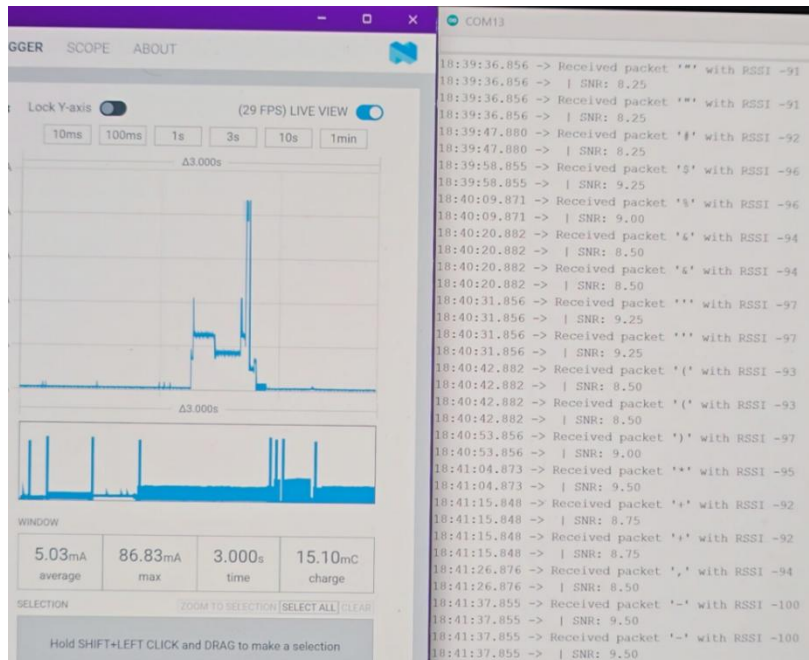 GGER SCOPE ABOUT
Lock Y-axis (29 FPS) LIVE VIEW
10ms 100ms 1s 3s 10s 1min
Δ3.000s
Δ3.000s
WINDOW
5.03mA 86.83mA 3.000s 15.10mC
average max time charge
SELECTION ZOOM TO SELECTION SELECT ALL CLEAR
Hold SHIFT+LEFT CLICK and DRAG to make a selection
COM13
18:39:36.856 -> Received packet '"' with RSSI -91
18:39:36.856 -> | SNR: 8.25
18:39:36.856 -> Received packet '"' with RSSI -91
18:39:36.856 -> | SNR: 8.25
18:39:47.880 -> Received packet '#' with RSSI -92
18:39:47.880 -> | SNR: 8.25
18:39:58.855 -> Received packet '$' with RSSI -96
18:39:58.855 -> | SNR: 9.25
18:40:09.871 -> Received packet '%' with RSSI -96
18:40:09.871 -> | SNR: 9.00
18:40:20.882 -> Received packet '&' with RSSI -94
18:40:20.882 -> | SNR: 8.50
18:40:20.882 -> Received packet '&' with RSSI -94
18:40:20.882 -> | SNR: 8.50
18:40:31.856 -> Received packet ''' with RSSI -97
18:40:31.856 -> | SNR: 9.25
18:40:31.856 -> Received packet ''' with RSSI -97
18:40:31.856 -> | SNR: 9.25
18:40:42.882 -> Received packet '(' with RSSI -93
18:40:42.882 -> | SNR: 8.50
18:40:42.882 -> Received packet '(' with RSSI -93
18:40:42.882 -> | SNR: 8.50
18:40:53.856 -> Received packet ')' with RSSI -97
18:40:53.856 -> | SNR: 9.00
18:41:04.873 -> Received packet '*' with RSSI -95
18:41:04.873 -> | SNR: 9.50
18:41:15.848 -> Received packet '+' with RSSI -92
18:41:15.848 -> | SNR: 8.75
18:41:15.848 -> Received packet '+' with RSSI -92
18:41:15.848 -> | SNR: 8.75
18:41:26.876 -> Received packet ',' with RSSI -94
18:41:26.876 -> | SNR: 8.50
18:41:37.855 -> Received packet '-' with RSSI -100
18:41:37.855 -> | SNR: 9.50
18:41:37.855 -> Received packet '-' with RSSI -100
18:41:37.855 -> | SNR: 9.50